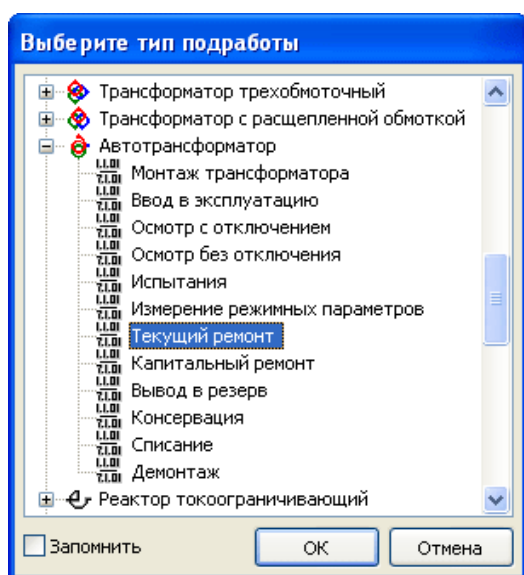 Выберите тип подработы
Трансформатор трехобмоточный
Трансформатор с расщепленной обмоткой
Автотрансформатор
Монтаж трансформатора
Ввод в эксплуатацию
Осмотр с отключением
Осмотр без отключения
Испытания
Измерение режимных параметров
Текущий ремонт
Капитальный ремонт
Вывод в резерв
Консервация
Списание
Демонтаж
Реактор токоограничивающий
Запомнить ОК Отмена